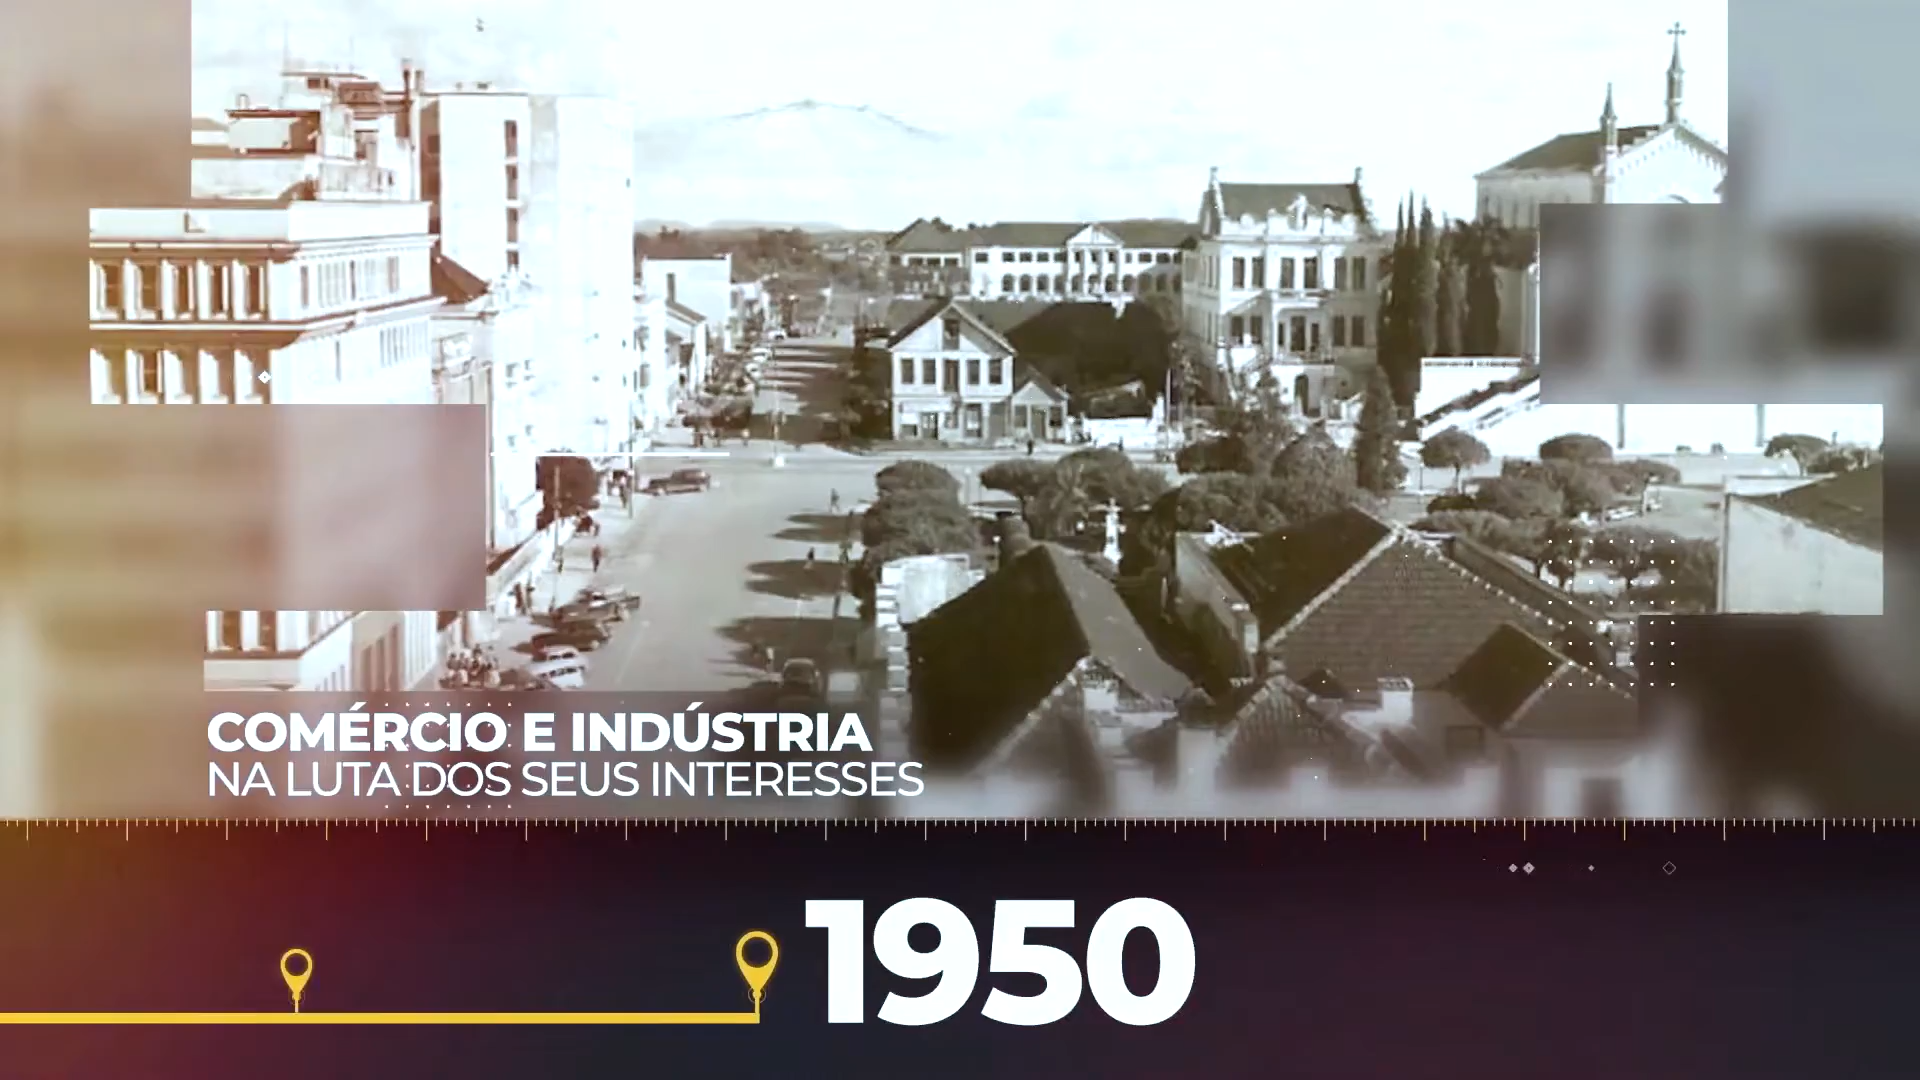 COMÉRCIO E INDÚSTRIA
NA LUTA DOS SEUS INTERESSES
1950